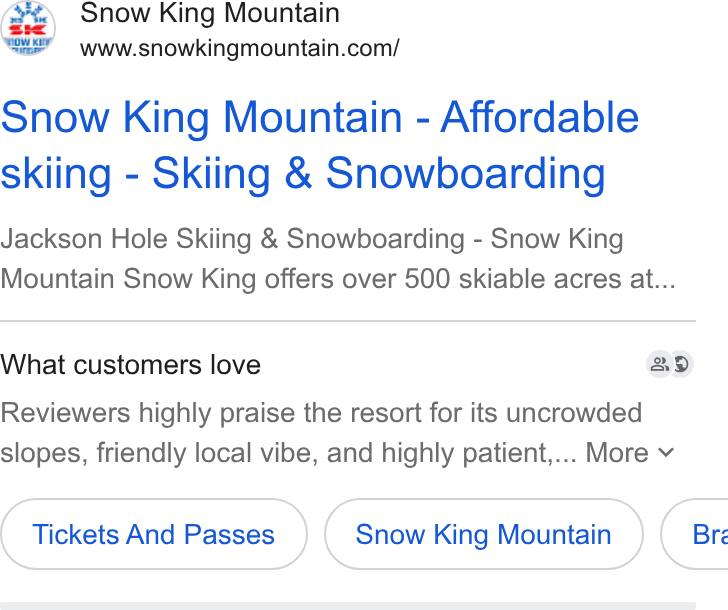 Snow King Mountain
www.snowkingmountain.com/
Snow King Mountain - Affordable
skiing - Skiing & Snowboarding
Jackson Hole Skiing & Snowboarding - Snow King
Mountain Snow King offers over 500 skiable acres at...
What customers love
Reviewers highly praise the resort for its uncrowded
slopes, friendly local vibe, and highly patient,... More
Tickets And Passes
Snow King Mountain